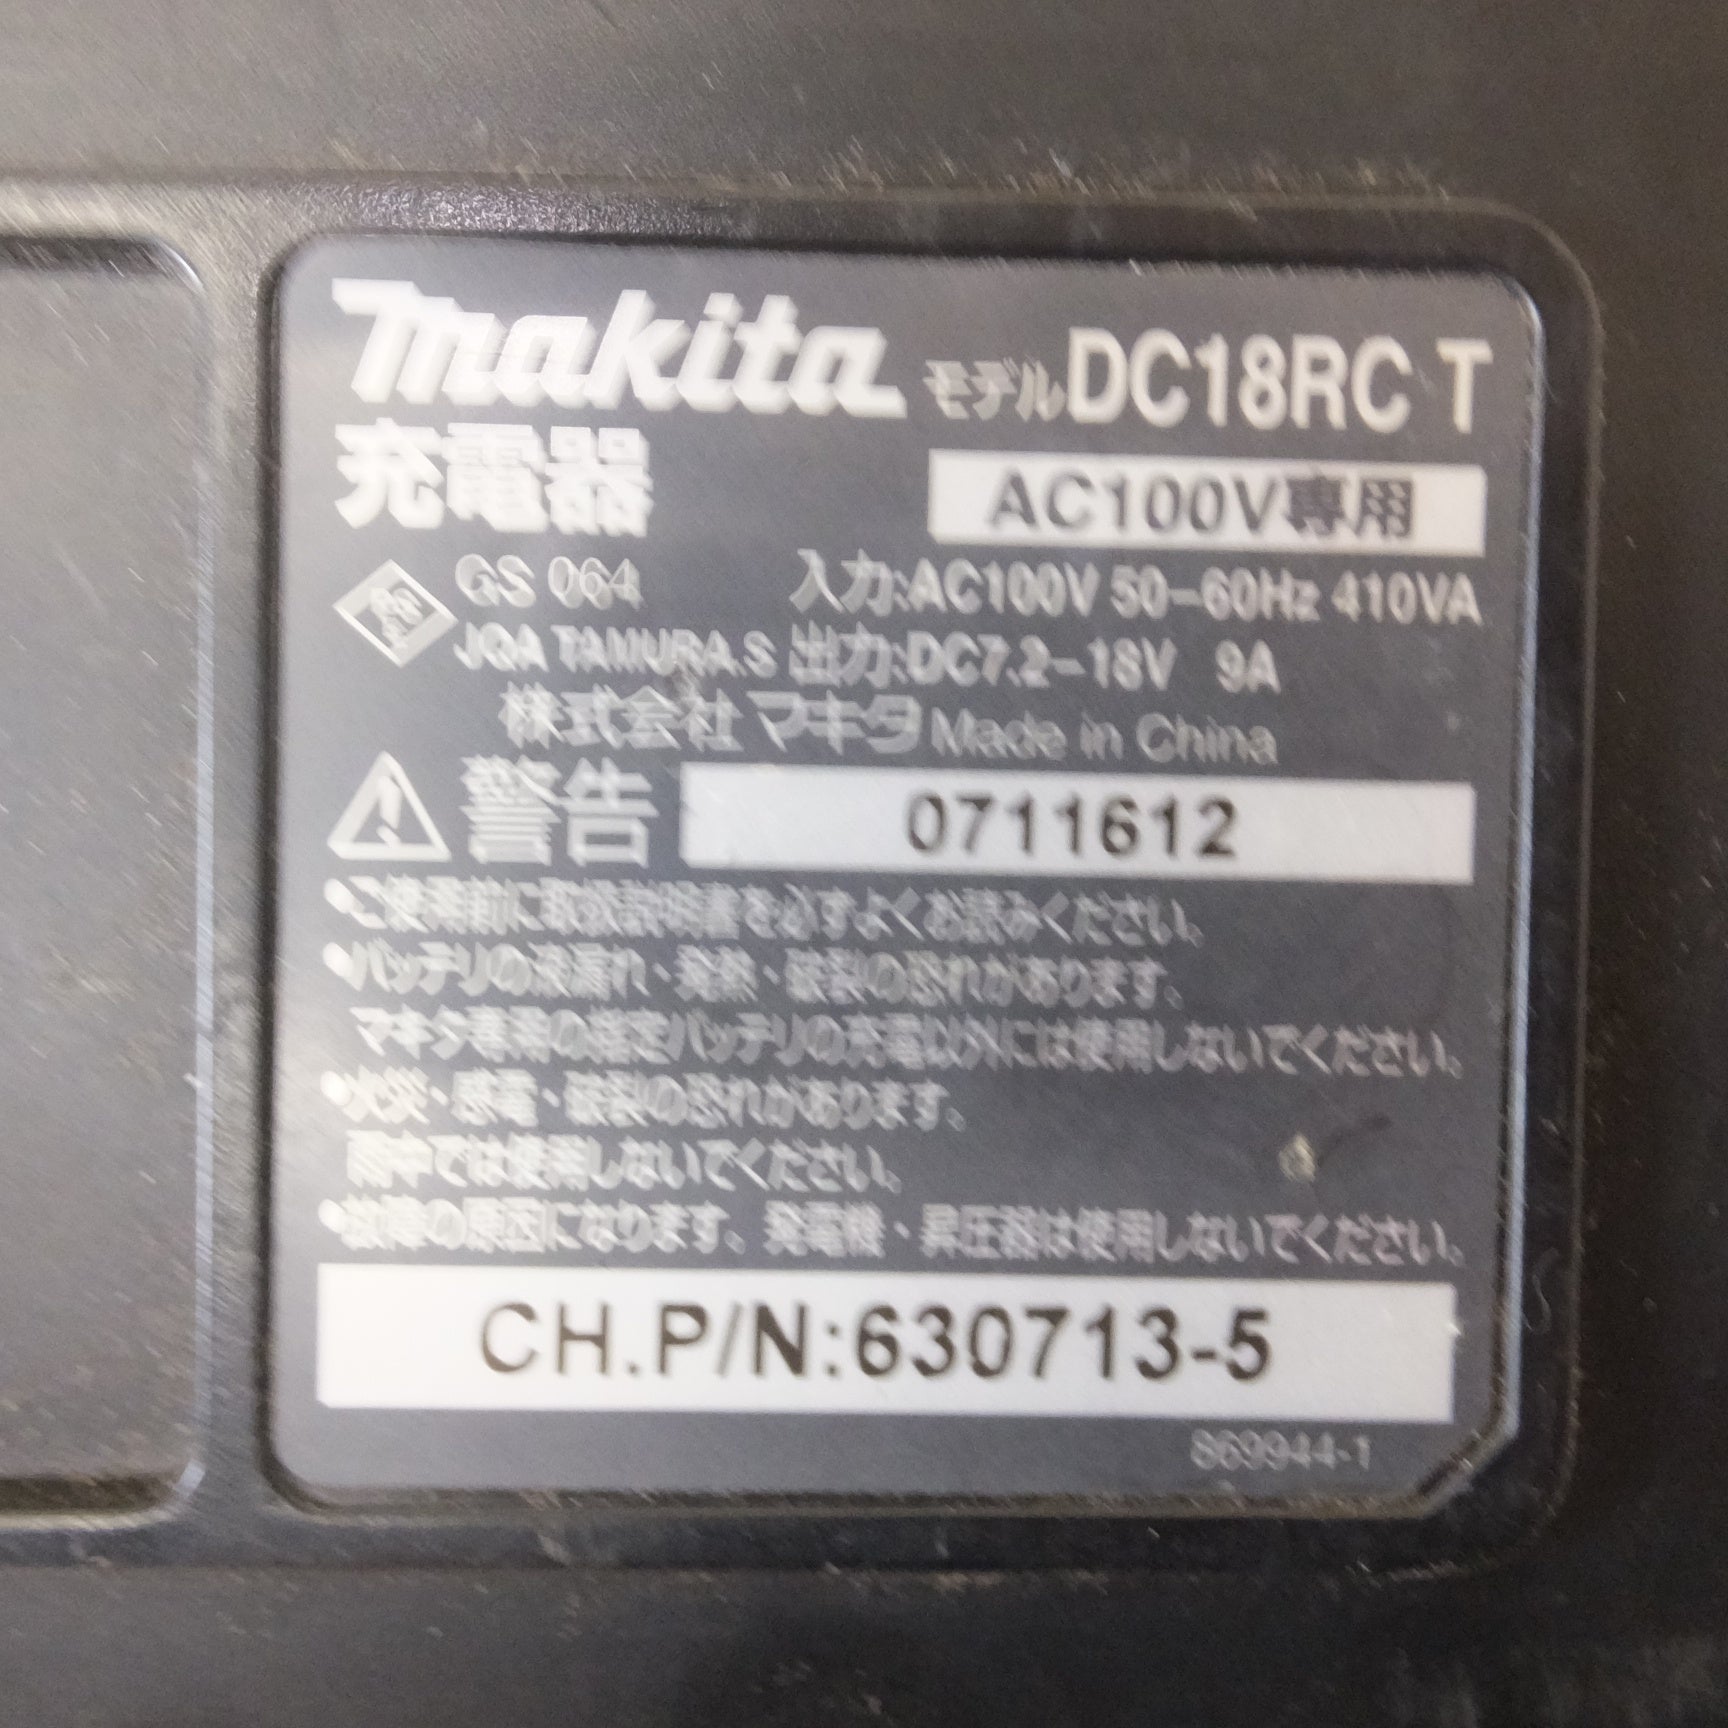 makita モデル DC18RC T
充電器 AC100V専用
PSE GS 064 入力:AC100V 50-60Hz 410VA
JQA TAMURA.S 出力:DC7.2-18V 9A
株式会社 マキタ Made in China
警告 0711612
•ご使用前に取扱説明書を必ずよくお読みください。
•バッテリの液漏れ・発熱・破裂の恐れがあります。
マキタ専用の指定バッテリの充電以外には使用しないでください。
•火災・感電・破裂の恐れがあります。
雨中では使用しないでください。
•故障の原因になります。発電機・昇圧器は使用しないでください。
CH.P/N:630713-5
869944-1